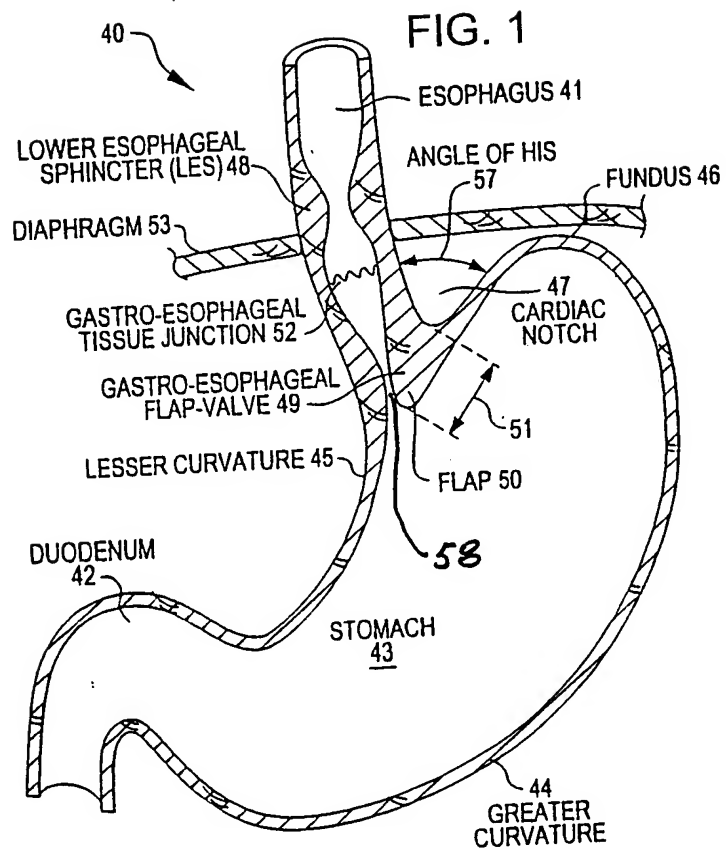 FIG. 1
40
ESOPHAGUS 41
LOWER ESOPHAGEAL
SPHINCTER (LES) 48
ANGLE OF HIS
57
FUNDUS 46
DIAPHRAGM 53
47
CARDIAC
NOTCH
GASTRO-ESOPHAGEAL
TISSUE JUNCTION 52
GASTRO-ESOPHAGEAL
FLAP-VALVE 49
51
LESSER CURVATURE 45
FLAP 50
58
DUODENUM
42
STOMACH
43
44
GREATER
CURVATURE